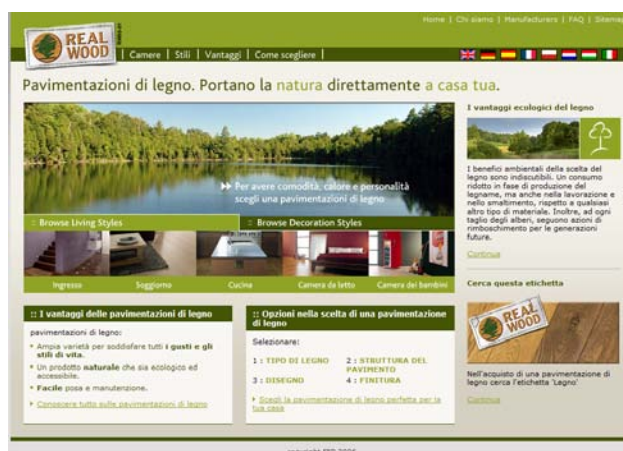 Home | Chi siamo | Manufacturers | FAQ | Sitemap
REAL
WOOD
Camere | Stili | Vantaggi | Come scegliere |
Pavimentazioni di legno. Portano la natura direttamente a casa tua.
Per avere comodità, calore e personalità
scegli una pavimentazioni di legno
:: Browse Living Styles
:: Browse Decoration Styles
Ingresso
Soggiorno
Cucina
Camera da letto
Camera dei bambini
:: I vantaggi delle pavimentazioni di legno
pavimentazioni di legno:
Ampia varietà per soddisfare tutti i gusti e gli
stili di vita.
Un prodotto naturale che sia ecologico ed
accessibile.
Facile posa e manutenzione.
Conoscere tutto sulle pavimentazioni di legno
:: Opzioni nella scelta di una pavimentazione
di legno
Selezionare:
1 : TIPO DI LEGNO
2 : STRUTTURA DEL
PAVIMENTO
3 : DISEGNO
4 : FINITURA
Scegli la pavimentazione di legno perfetta per la
tua casa
I vantaggi ecologici del legno
I benefici ambientali della scelta del
legno sono indiscutibili. Un consumo
ridotto in fase di produzione del
legname, ma anche nella lavorazione e
nello smaltimento, rispetto a qualsiasi
altro tipo di materiale. Inoltre, ad ogni
taglio degli alberi, seguono azioni di
rimboschimento per le generazioni
future.
Continua
Cerca questa etichetta
REAL
WOOD
Nell'acquisto di una pavimentazione di
legno cerca l'etichetta 'Legno'
Continua